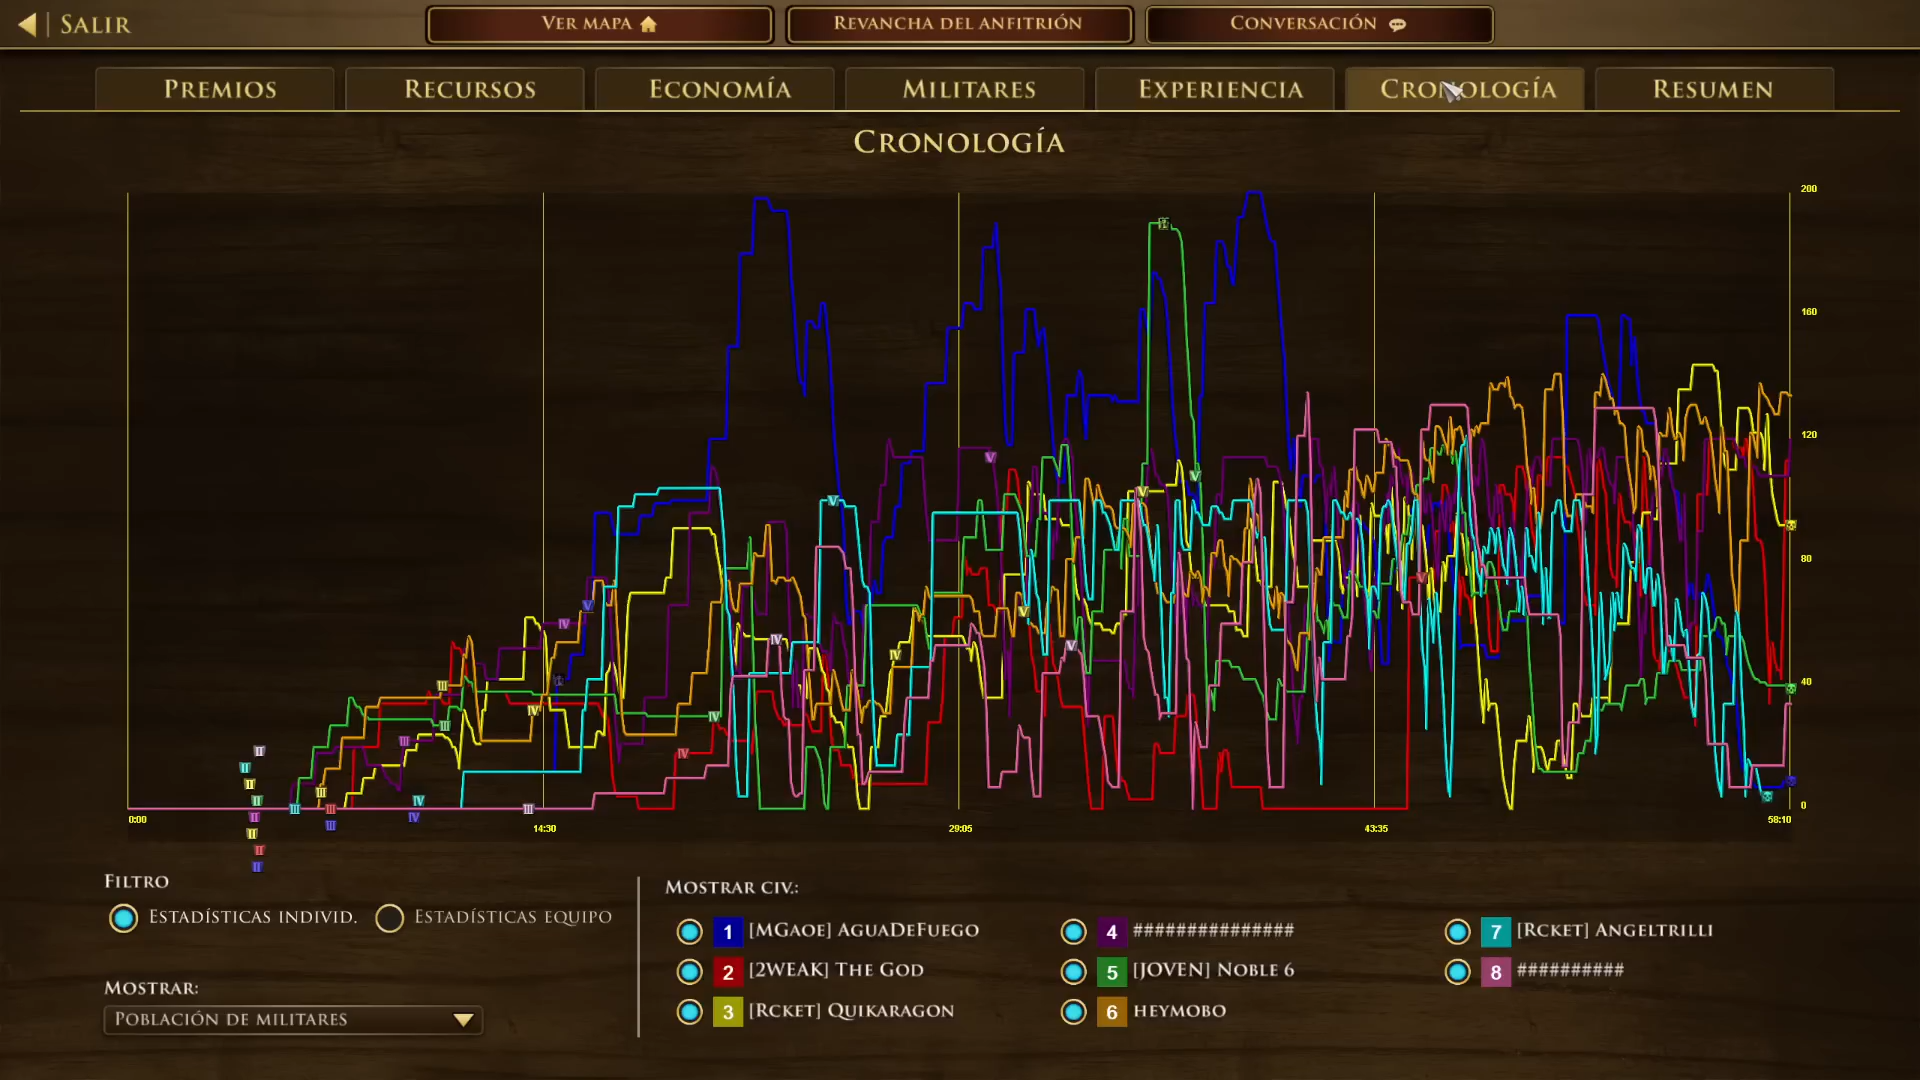 SALIR
VER MAPA
REVANCHA DEL ANFITRIÓN
CONVERSACIÓN
PREMIOS
RECURSOS
ECONOMÍA
MILITARES
EXPERIENCIA
CRONOLOGÍA
RESUMEN
CRONOLOGÍA
200
160
120
80
40
0
0:00
14:30
29:05
43:35
58:10
FILTRO
ESTADÍSTICAS INDIVID.
ESTADÍSTICAS EQUIPO
MOSTRAR:
POBLACIÓN DE MILITARES
MOSTRAR CIV.:
1 [MGAOE] AGUADEFUEGO
2 [2WEAK] THE GOD
3 [RCKET] QUIKARAGON
4 ###############
5 [JOVEN] NOBLE 6
6 HEYMOBO
7 [RCKET] ANGELTRILLI
8 ##########